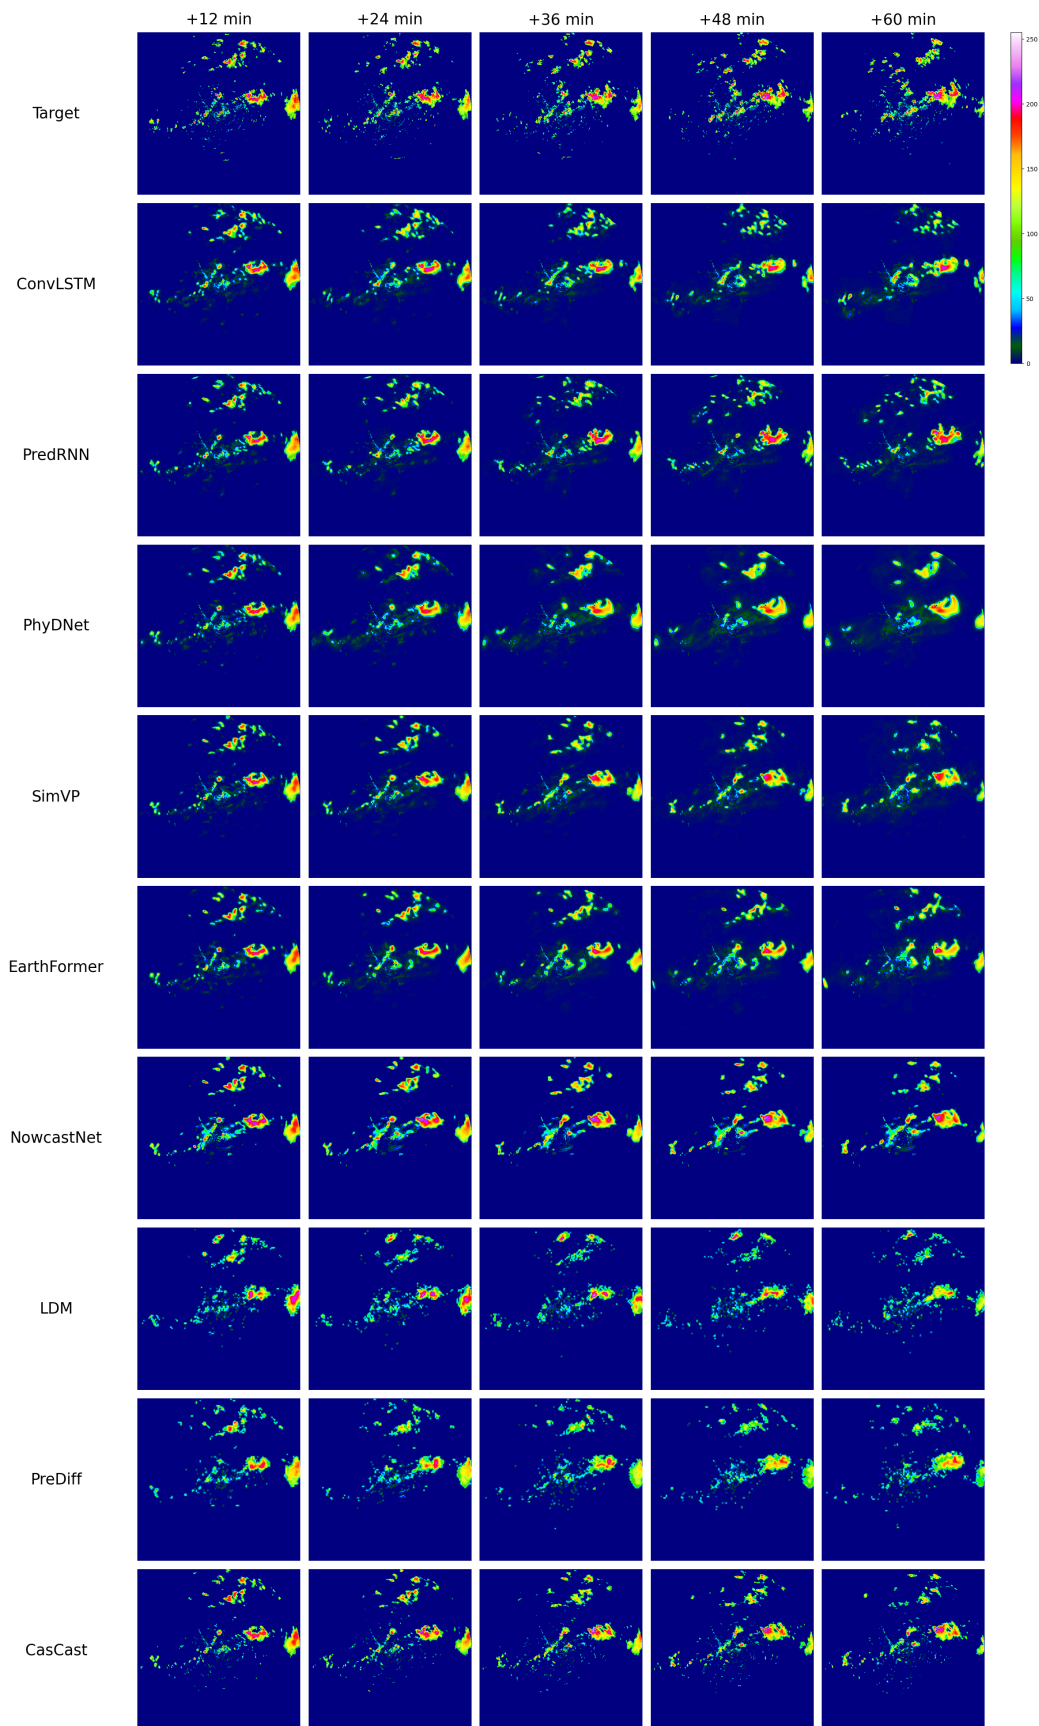 +12 min +24 min +36 min +48 min +60 min
Target
250
200
150
100
50
0
ConvLSTM
PredRNN
PhyDNet
SimVP
EarthFormer
NowcastNet
LDM
PreDiff
CasCast